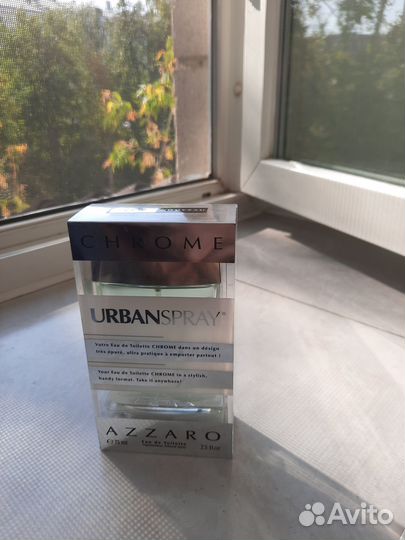 CHROME
URBANSPRAY®
Votre Eau de Toilette CHROME dans un design
très épuré, ultra pratique à emporter partout !
Your Eau de Toilette CHROME in a stylish,
handy format. Take it anywhere!
AZZARO
Eau de Toilette
Avito